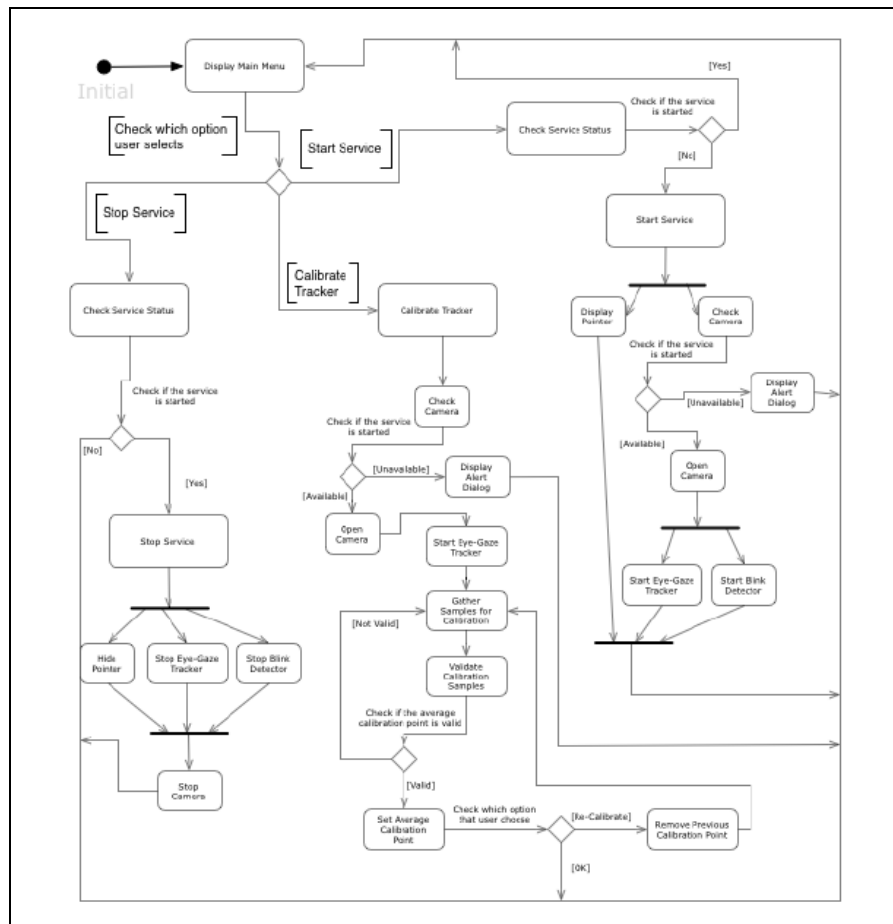 Display Main Menu
Initial
[Yes]
Check if the service
is started
Check Service Status
[Check which option
user selects]
[Start Service]
[No]
[Stop Service]
Start Service
[Calibrate
Tracker]
Check Service Status
Calibrate Tracker
Display
Pointer
Check
Camera
Check if the service
is started
Check if the service
is started
Check
Camera
Display
Alert
Dialog
[Unavailable]
Check if the service
is started
[No]
[Available]
[Unavailable]
Display
Alert
Dialog
Open
Camera
[Yes]
[Available]
Open
Camera
Stop Service
Start Eye-Gaze
Tracker
Start Eye-Gaze
Tracker
Start Blink
Detector
Gather
Samples for
Calibration
[Not Valid]
Hide
Pointer
Stop Eye-Gaze
Tracker
Stop Blink
Detector
Validate
Calibration
Samples
Check if the average
calibration point is valid
Stop
Camera
[Valid]
Set Average
Calibration
Point
Check which option
that user choose
[Re-Calibrate]
Remove Previous
Calibration Point
[OK]